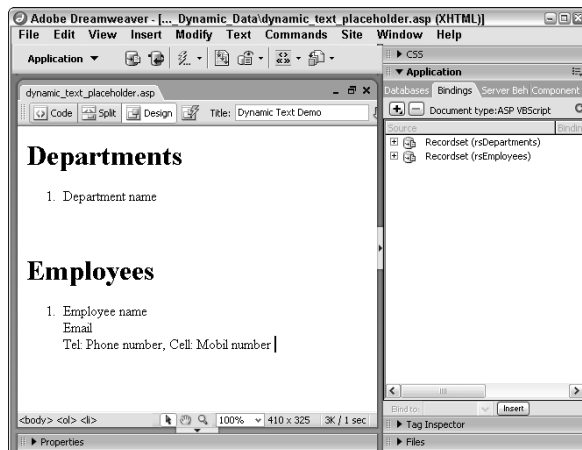 Adobe Dreamweaver - [..._Dynamic_Data\dynamic_text_placeholder.asp (XHTML)]
File Edit View Insert Modify Text Commands Site Window Help
Application
CSS
Application
Databases Bindings Server Beh Component
Document type:ASP VBScript
Source Bindin
Recordset (rsDepartments)
Recordset (rsEmployees)
Bind to: Insert
Tag Inspector
Files
dynamic_text_placeholder.asp
Code Split Design Title: Dynamic Text Demo
Departments
1. Department name
Employees
1. Employee name
Email
Tel: Phone number, Cell: Mobil number
<body> <ol> <li> 100% 410 x 325 3K / 1 sec
Properties